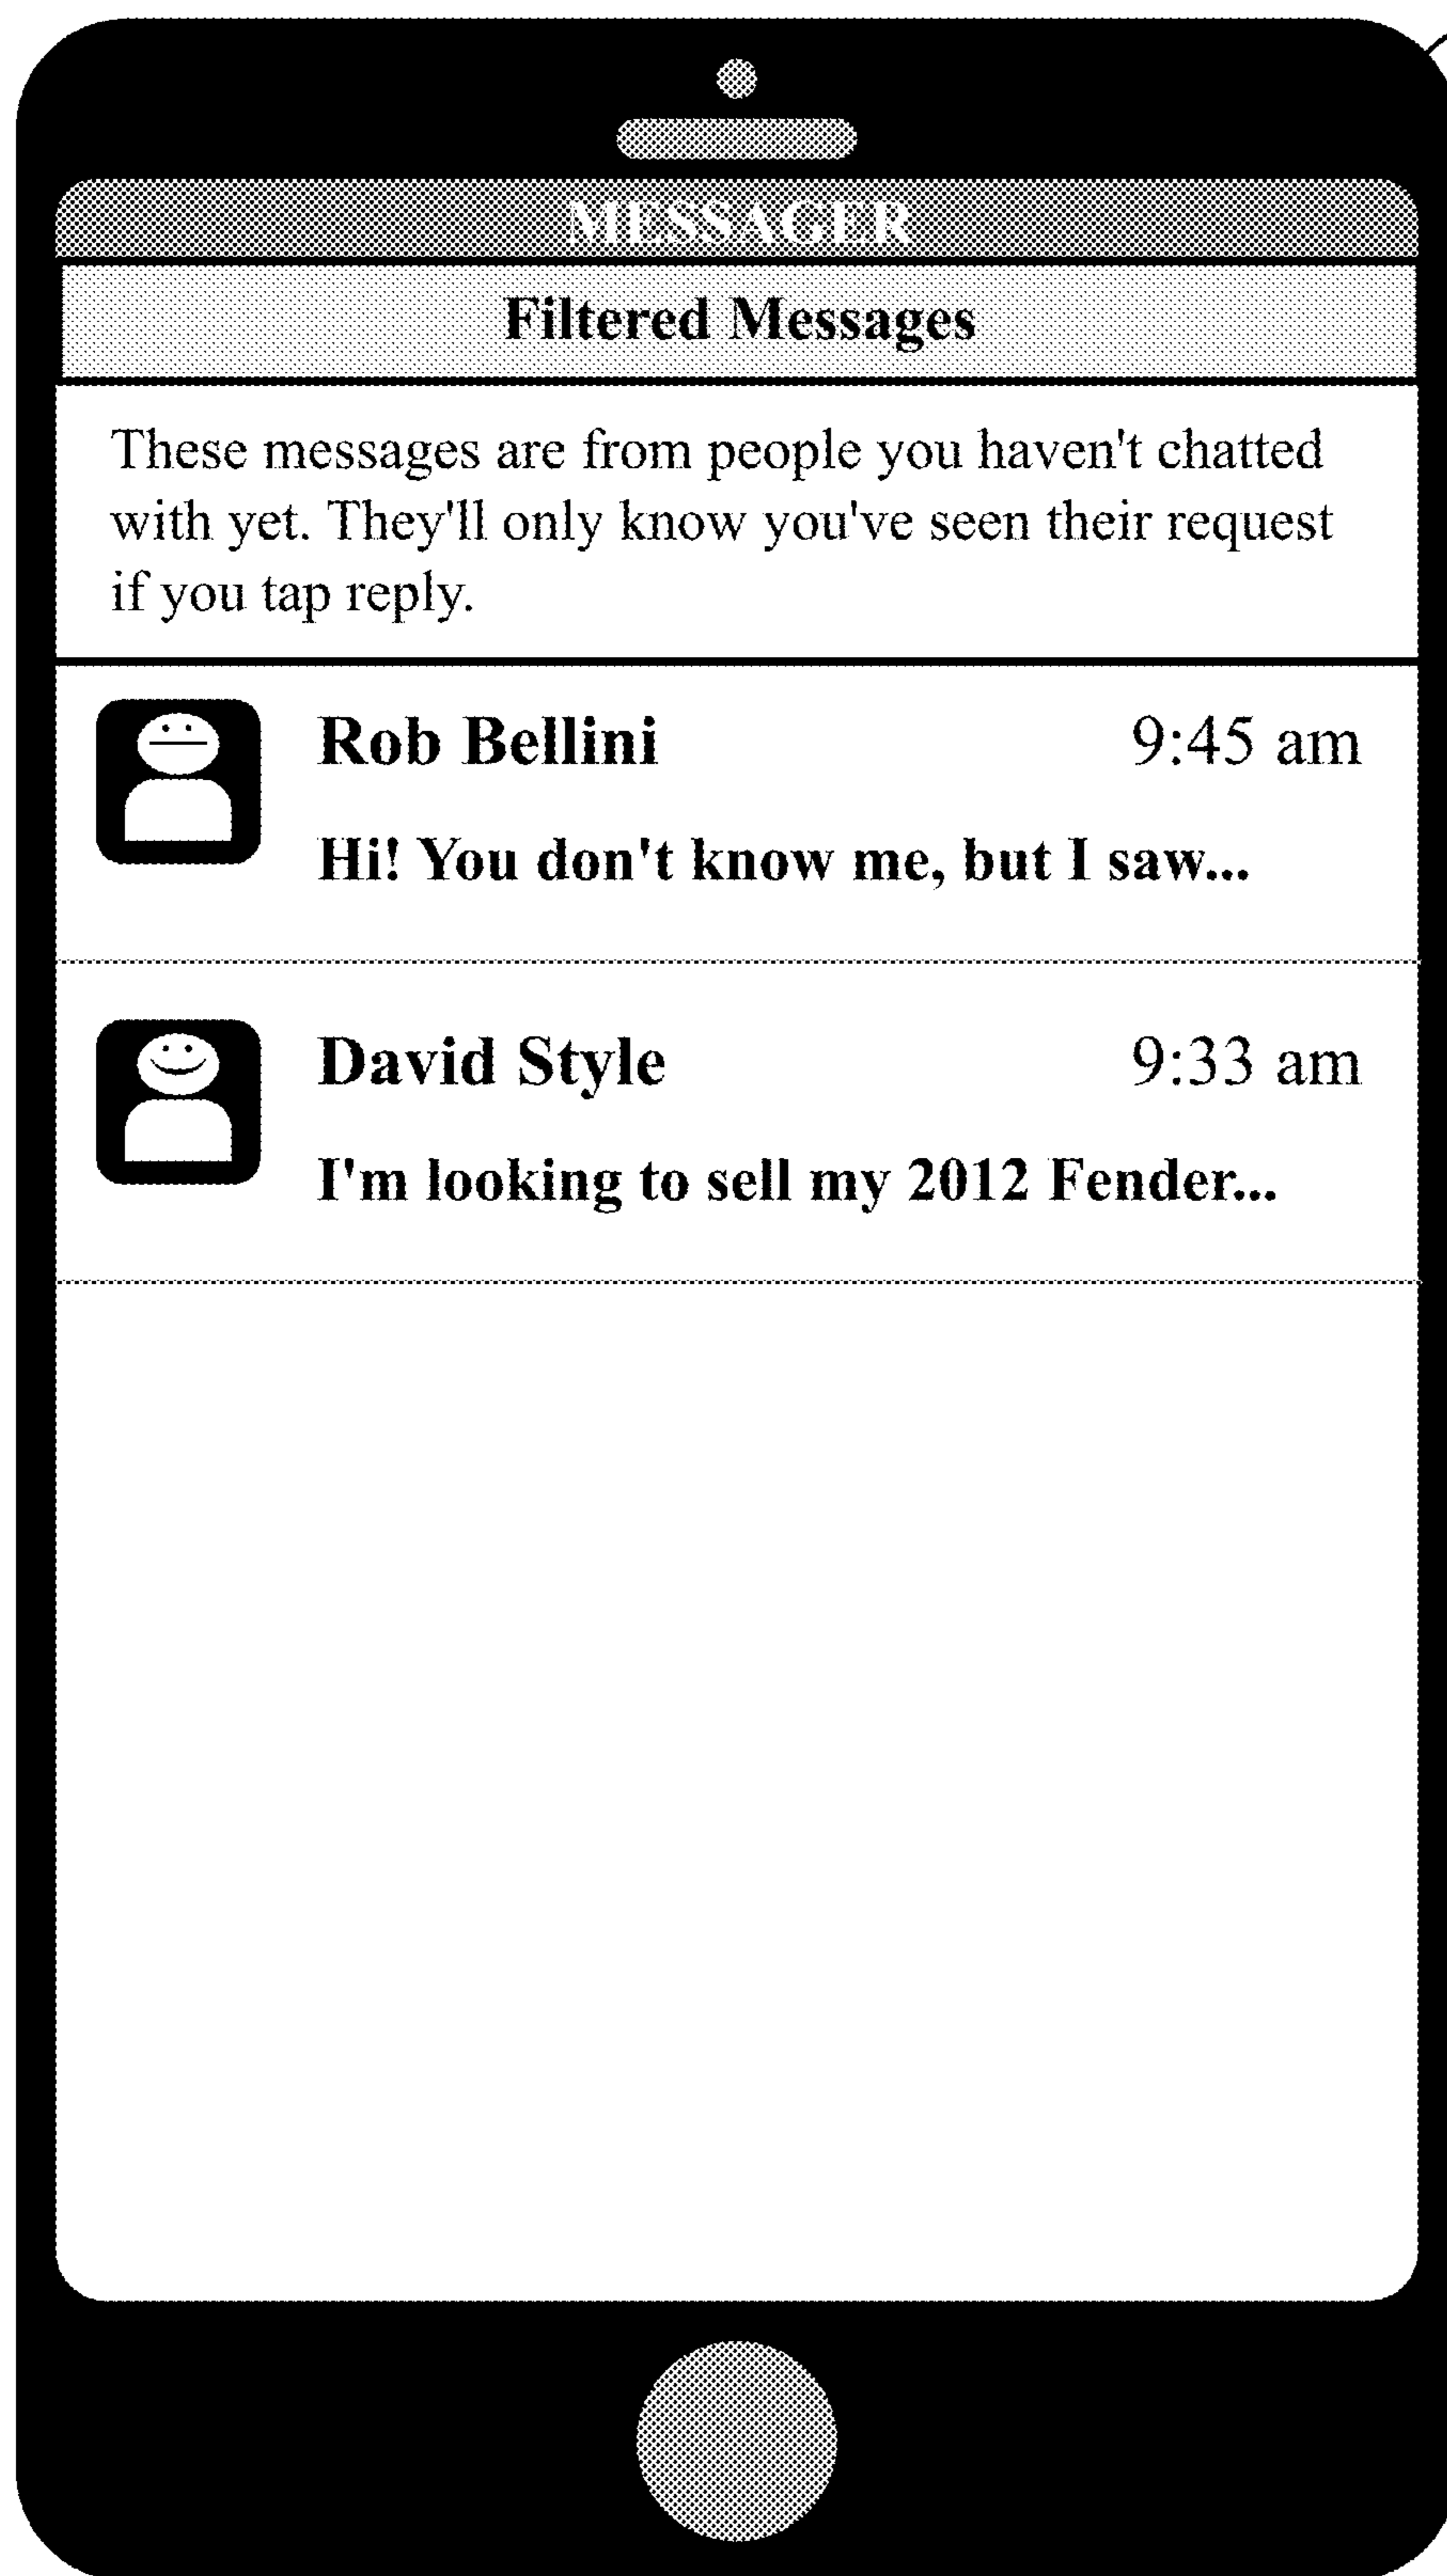 MESSAGER
Filtered Messages
These messages are from people you haven't chatted
with yet. They'll only know you've seen their request
if you tap reply.
Rob Bellini 9:45 am
Hi! You don't know me, but I saw...
David Style 9:33 am
I'm looking to sell my 2012 Fender...